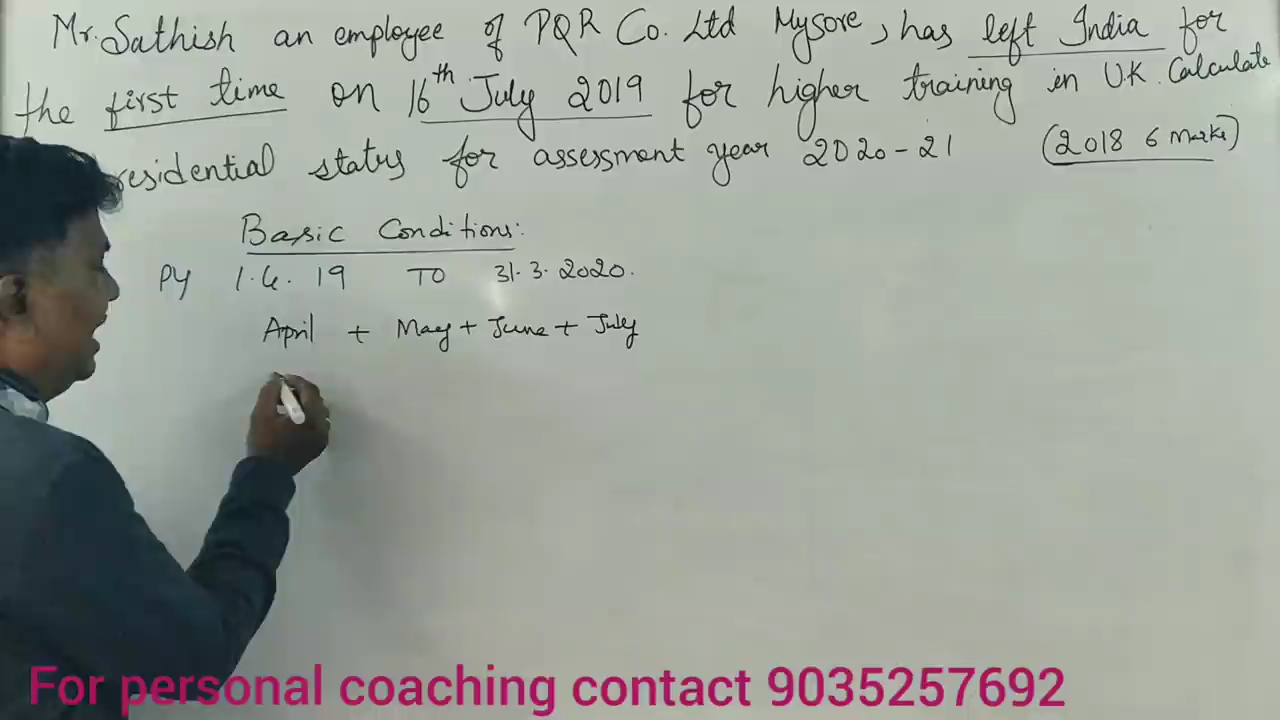 Mr. Sathish an employee of PQR Co. Ltd Mysore, has left India for
the first time on 16th July 2019 for higher training in UK. Calculate
residential status for assessment year 2020-21 (2018 6 Marks)
Basic Conditions:
PY 1.4.19 TO 31.3.2020.
April + May + June + July
For personal coaching contact 9035257692